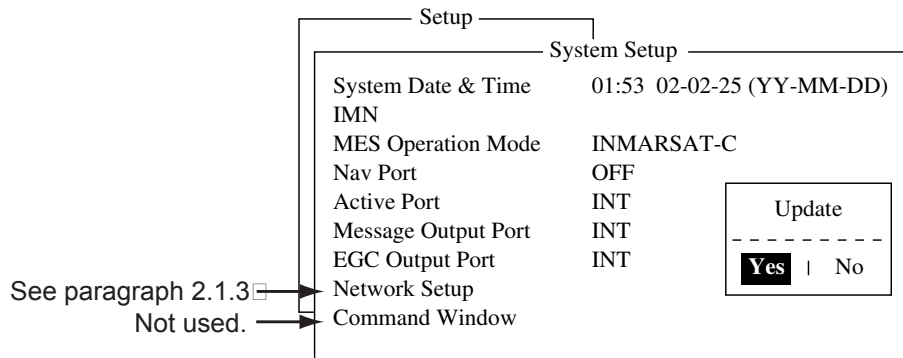 Setup
System Setup
System Date & Time 01:53 02-02-25 (YY-MM-DD)
IMN
MES Operation Mode INMARSAT-C
Nav Port OFF
Active Port INT
Message Output Port INT
EGC Output Port INT
Update
Yes | No
See paragraph 2.1.3 Network Setup
Not used. Command Window